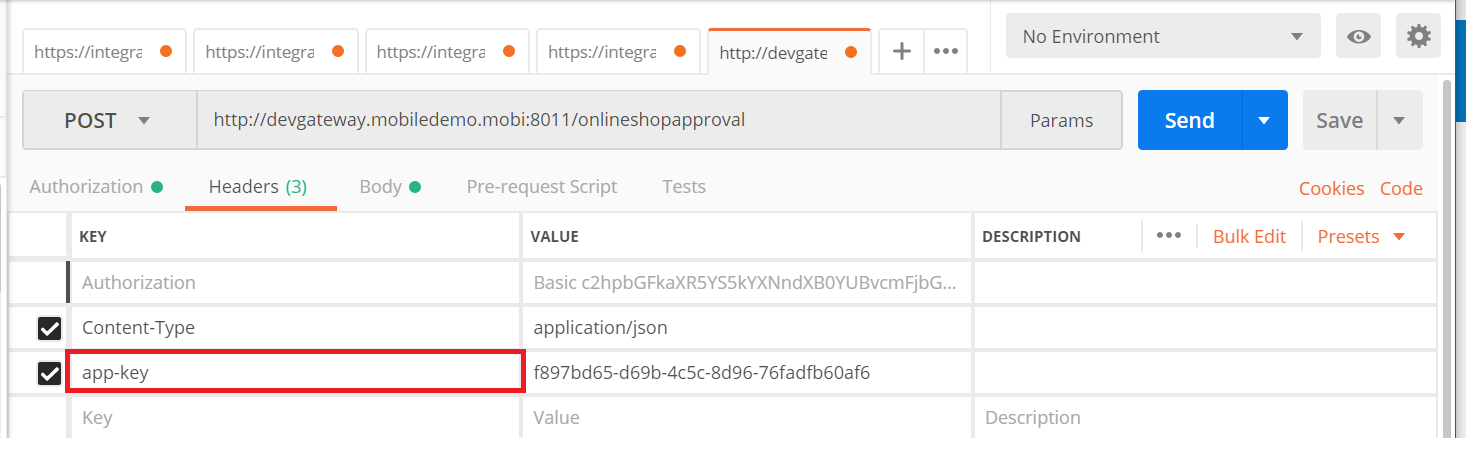 https://integra https://integra https://integra https://integra http://devgate + ••• No Environment
POST http://devgateway.mobiledemo.mobi:8011/onlineshopapproval Params Send Save
Authorization Headers (3) Body Pre-request Script Tests Cookies Code
KEY VALUE DESCRIPTION ••• Bulk Edit Presets
Authorization Basic c2hpbGFkaXR5YS5kYXNndXB0YUBvcmFjbG...
Content-Type application/json
app-key f897bd65-d69b-4c5c-8d96-76fadfb60af6
Key Value Description